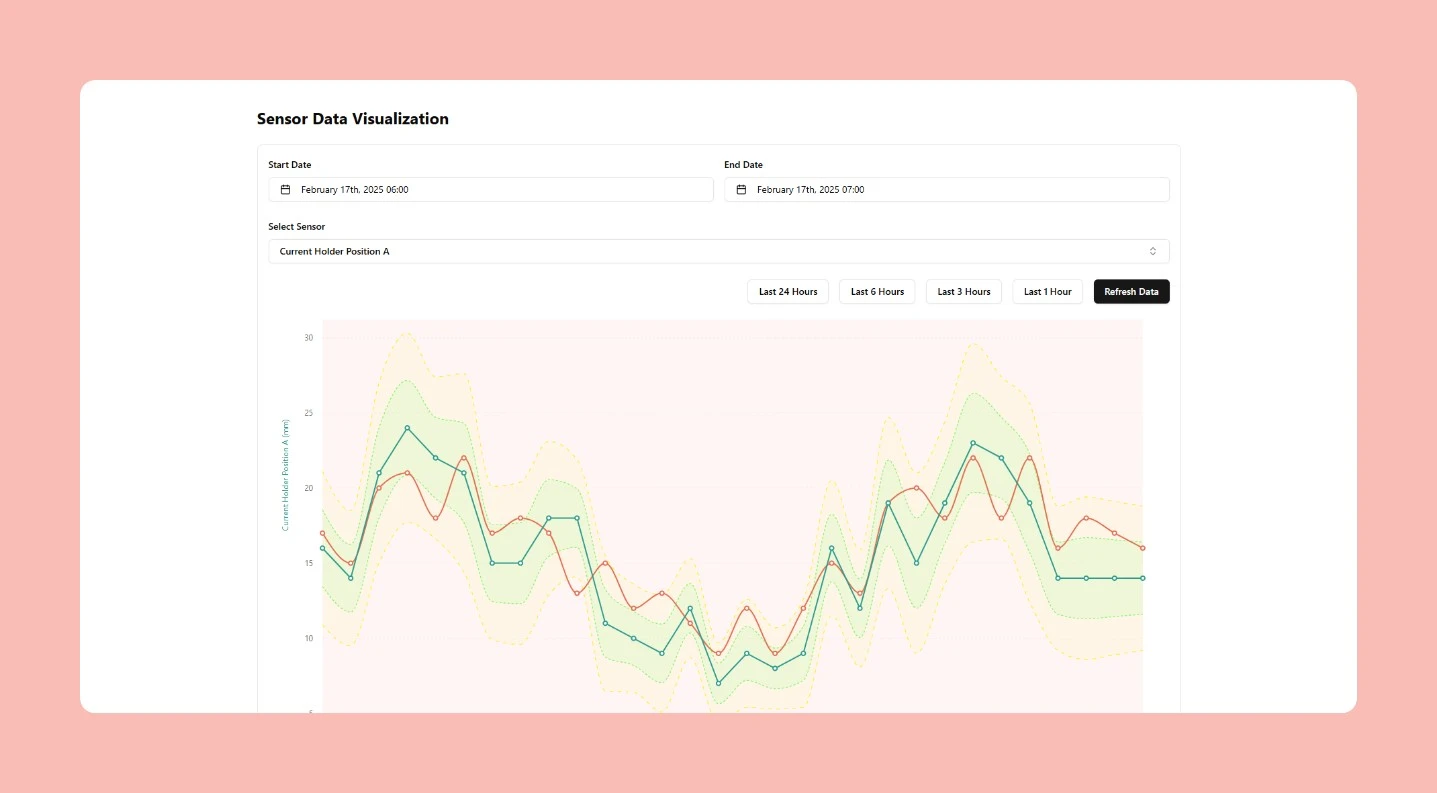 Sensor Data Visualization
Start Date
End Date
February 17th, 2025 06:00
February 17th, 2025 07:00
Select Sensor
Current Holder Position A
Last 24 Hours
Last 6 Hours
Last 3 Hours
Last 1 Hour
Refresh Data
30
25
20
15
10
Current Holder Position A (mm)